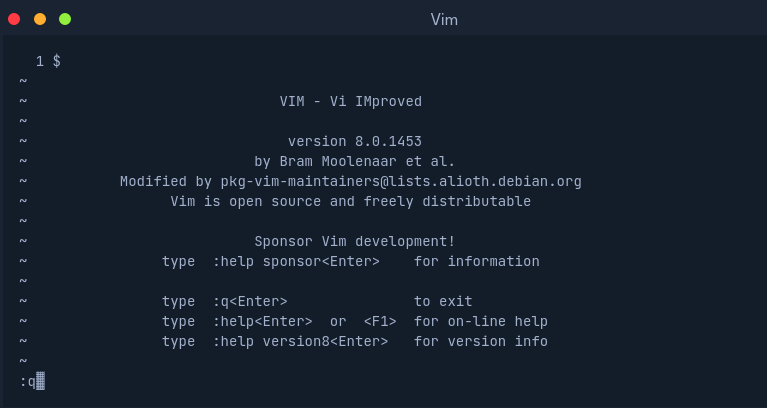 Vim
1 $
~
~ VIM - Vi IMproved
~
~ version 8.0.1453
~ by Bram Moolenaar et al.
~ Modified by pkg-vim-maintainers@lists.alioth.debian.org
~ Vim is open source and freely distributable
~
~ Sponsor Vim development!
~ type :help sponsor<Enter> for information
~
~ type :q<Enter> to exit
~ type :help<Enter> or <F1> for on-line help
~ type :help version8<Enter> for version info
~
:q